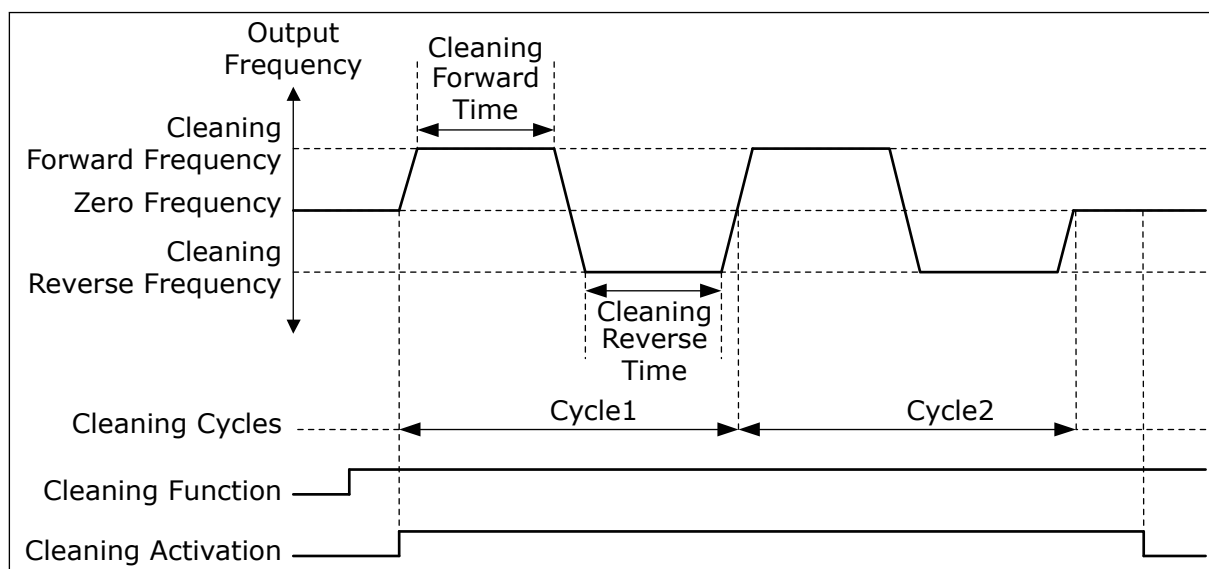 Output
Frequency
Cleaning
Forward
Time
Cleaning
Forward Frequency
Zero Frequency
Cleaning
Reverse Frequency
Cleaning
Reverse
Time
Cleaning Cycles
Cycle1
Cycle2
Cleaning Function
Cleaning Activation